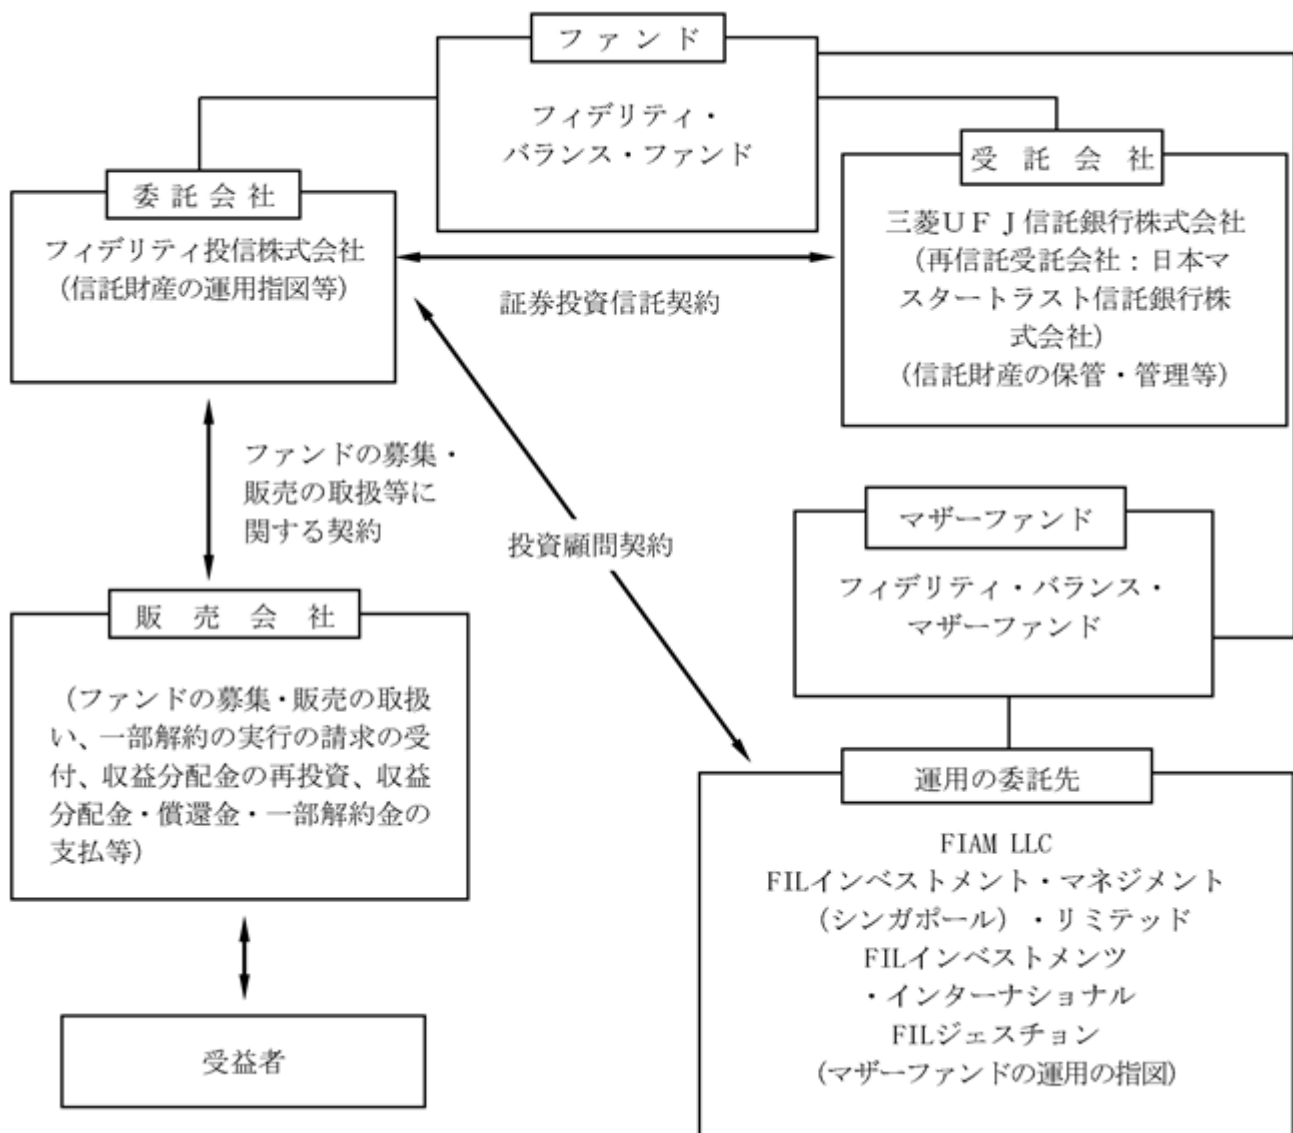 ファンド
フィデリティ・
バランス・ファンド
委託会社
フィデリティ投信株式会社
(信託財産の運用指図等)
受託会社
三菱UFJ信託銀行株式会社
(再信託受託会社:日本マ
スタートラスト信託銀行株
式会社)
(信託財産の保管・管理等)
証券投資信託契約
ファンドの募集・
販売の取扱等に
関する契約
投資顧問契約
マザーファンド
フィデリティ・バランス・
マザーファンド
販売会社
(ファンドの募集・販売の取扱
い、一部解約の実行の請求の受
付、収益分配金の再投資、収益
分配金・償還金・一部解約金の
支払等)
運用の委託先
FIAM LLC
FILインベストメント・マネジメント
(シンガポール)・リミテッド
FILインベストメンツ
・インターナショナル
FILジェスチョン
(マザーファンドの運用の指図)
受益者